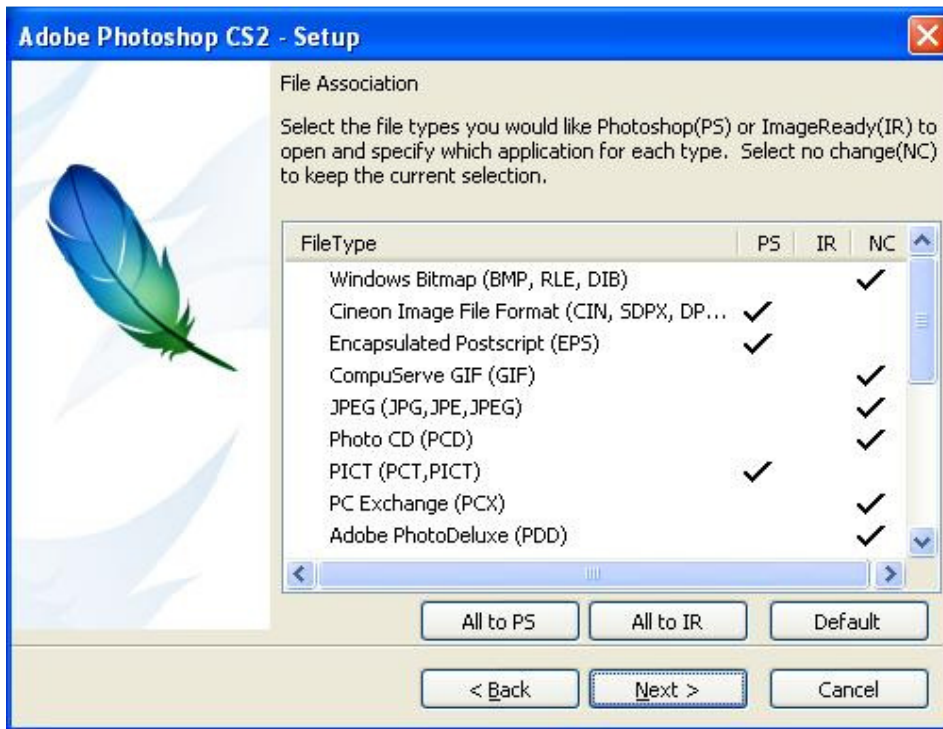 Adobe Photoshop CS2 - Setup
File Association
Select the file types you would like Photoshop(PS) or ImageReady(IR) to
open and specify which application for each type.  Select no change(NC)
to keep the current selection.
FileType PS IR NC
Windows Bitmap (BMP, RLE, DIB)
Cineon Image File Format (CIN, SDPX, DP...
Encapsulated Postscript (EPS)
CompuServe GIF (GIF)
JPEG (JPG,JPE,JPEG)
Photo CD (PCD)
PICT (PCT,PICT)
PC Exchange (PCX)
Adobe PhotoDeluxe (PDD)
All to PS All to IR Default
< Back Next > Cancel